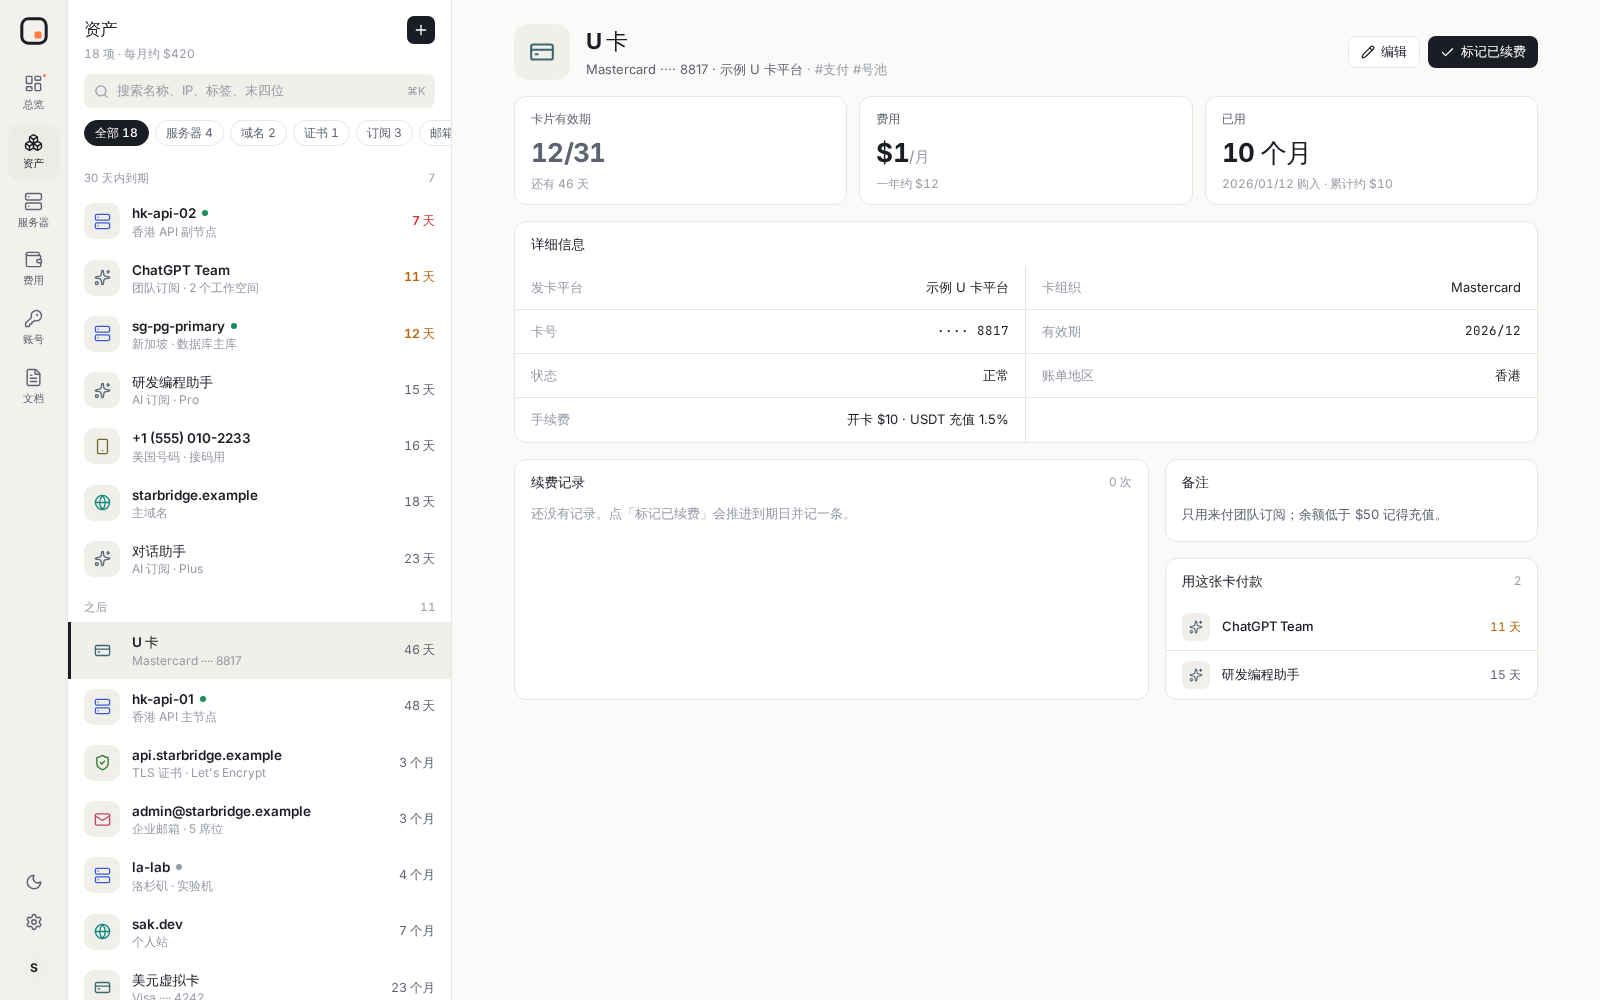 总览
资产
服务器
费用
账号
文档
S
资产
18 项 · 每月约 $420
搜索名称、IP、标签、末四位
⌘K
全部 18
服务器 4
域名 2
证书 1
订阅 3
邮箱
30 天内到期
7
hk-api-02
7 天
香港 API 副节点
ChatGPT Team
11 天
团队订阅 · 2 个工作空间
sg-pg-primary
12 天
新加坡 · 数据库主库
研发编程助手
15 天
AI 订阅 · Pro
+1 (555) 010-2233
16 天
美国号码 · 接码用
starbridge.example
18 天
主域名
对话助手
23 天
AI 订阅 · Plus
之后
11
U 卡
46 天
Mastercard ···· 8817
hk-api-01
48 天
香港 API 主节点
api.starbridge.example
3 个月
TLS 证书 · Let's Encrypt
admin@starbridge.example
3 个月
企业邮箱 · 5 席位
la-lab
4 个月
洛杉矶 · 实验机
sak.dev
7 个月
个人站
美元虚拟卡
23 个月
Visa ···· 4242
U 卡
Mastercard ···· 8817 · 示例 U 卡平台 · #支付 #号池
编辑
标记已续费
卡片有效期
12/31
还有 46 天
费用
$1/月
一年约 $12
已用
10 个月
2026/01/12 购入 · 累计约 $10
详细信息
发卡平台
示例 U 卡平台
卡组织
Mastercard
卡号
···· 8817
有效期
2026/12
状态
正常
账单地区
香港
手续费
开卡 $10 · USDT 充值 1.5%
续费记录
0 次
还没有记录。点「标记已续费」会推进到期日并记一条。
备注
只用来付团队订阅；余额低于 $50 记得充值。
用这张卡付款
2
ChatGPT Team
11 天
研发编程助手
15 天